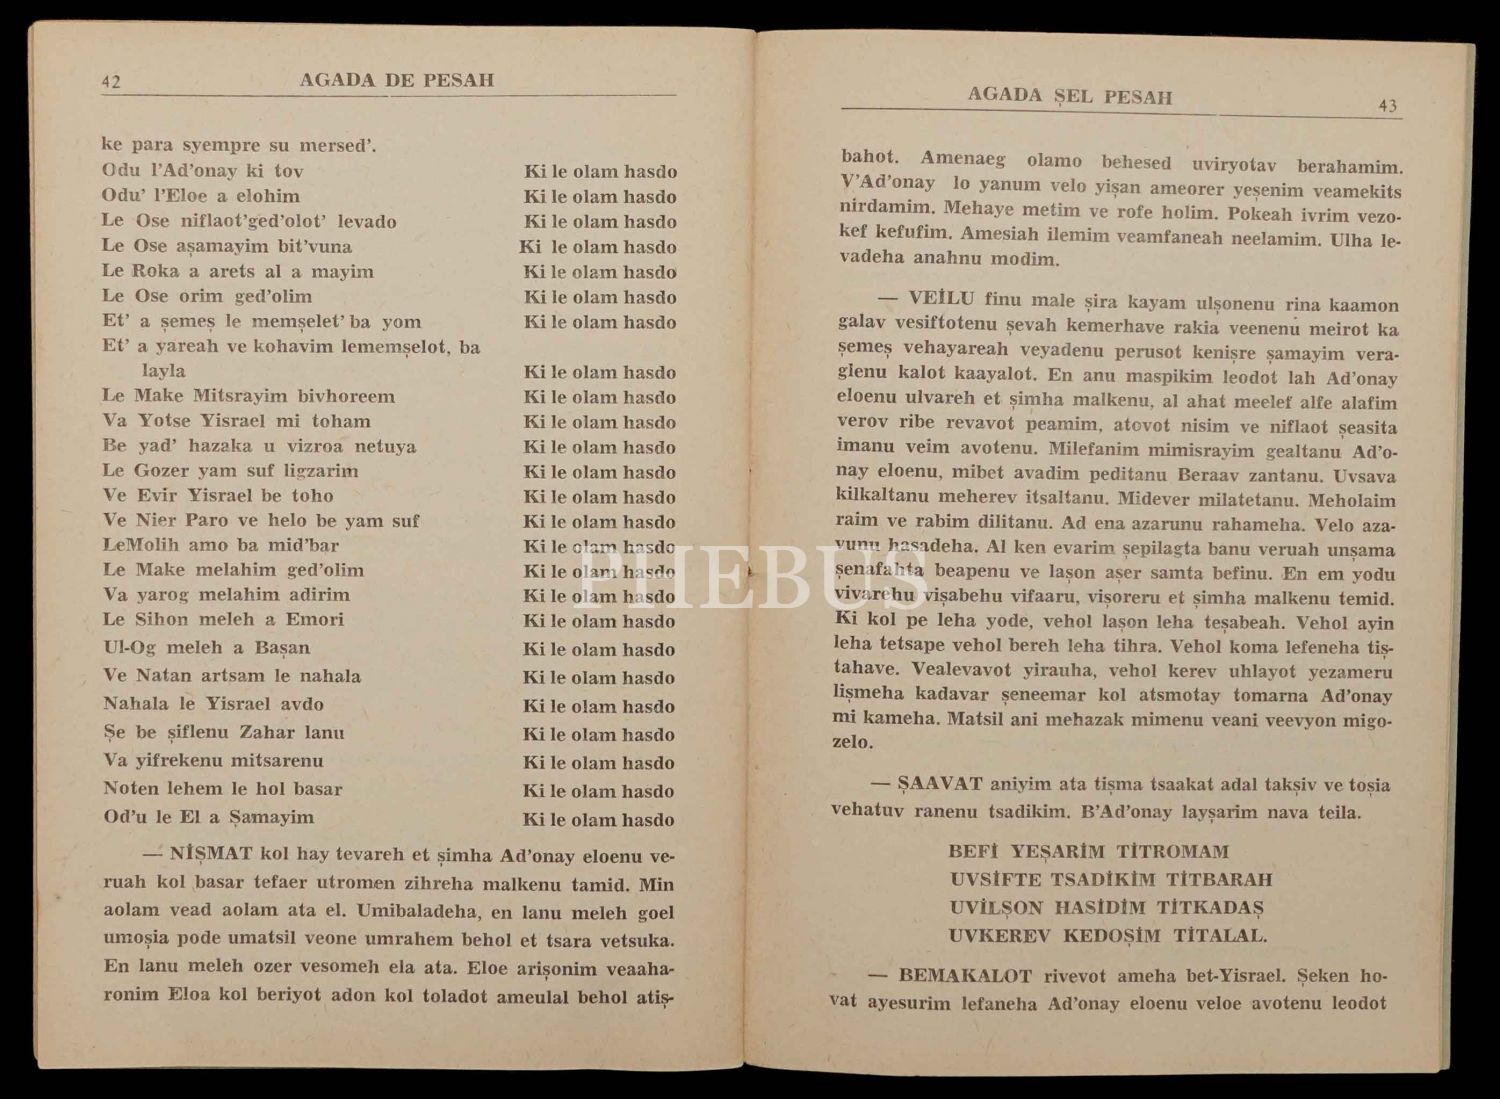 42
AGADA DE PESAH
ke para syempre su mersed'.
Odu l'Ad'onay ki tov Ki le olam hasdo
Odu' l'Eloe a elohim Ki le olam hasdo
Le Ose niflaot'ged'olot' levado Ki le olam hasdo
Le Ose aşamayim bit'vuna Ki le olam hasdo
Le Roka a arets al a mayim Ki le olam hasdo
Le Ose orim ged'olim Ki le olam hasdo
Et' a şemeş le memşelet' ba yom Ki le olam hasdo
Et' a yareah ve kohavim lememşelot, ba
layla Ki le olam hasdo
Le Make Mitsrayim bivhoreem Ki le olam hasdo
Va Yotse Yisrael mi toham Ki le olam hasdo
Be yad' hazaka u vizroa netuya Ki le olam hasdo
Le Gozer yam suf ligzarim Ki le olam hasdo
Ve Evir Yisrael be toho Ki le olam hasdo
Ve Nier Paro ve helo be yam suf Ki le olam hasdo
LeMolih amo ba mid'bar Ki le olam hasdo
Le Make melahim ged'olim Ki le olam hasdo
Va yarog melahim adirim Ki le olam hasdo
Le Sihon meleh a Emori Ki le olam hasdo
Ul-Og meleh a Başan Ki le olam hasdo
Ve Natan artsam le nahala Ki le olam hasdo
Nahala le Yisrael avdo Ki le olam hasdo
Şe be şiflenu Zahar lanu Ki le olam hasdo
Va yifrekenu mitsarenu Ki le olam hasdo
Noten lehem le hol basar Ki le olam hasdo
Od'u le El a Şamayim Ki le olam hasdo
— NİŞMAT kol hay tevareh et şimha Ad'onay eloenu ve-
ruah kol basar tefaer utromen zihreha malkenu tamid. Min
aolam vead aolam ata el. Umibaladeha, en lanu meleh goel
umoşia pode umatsil veone umrahem behol et tsara vetsuka.
En lanu meleh ozer vesomeh ela ata. Eloe arişonim veaaha-
ronim Eloa kol beriyot adon kol toladot ameulal behol atiş-
AGADA ŞEL PESAH
43
bahot. Amenaeg olamo behesed uviryotav berahamim.
V'Ad'onay lo yanum velo yişan ameorer yeşenim veamekits
nirdamim. Mehaye metim ve rofe holim. Pokeah ivrim vezo-
kef kefufim. Amesiah ilemim veamfaneah neelamim. Ulha le-
vadeha anahnu modim.
— VEİLU finu male şira kayam ulşonenu rina kaamon
galav vesiftotenu şevah kemerhave rakia veenenu meirot ka
şemeş vehayareah veyadenu perusot kenişre şamayim vera-
glenu kalot kaayalot. En anu maspikim leodot lah Ad'onay
eloenu ulvareh et şimha malkenu, al ahat meelef alfe alafim
verov ribe revavot peamim, atovot nisim ve niflaot şeasita
imanu veim avotenu. Milefanim mimisrayim gealtanu Ad'o-
nay eloenu, mibet avadim peditanu Beraav zantanu. Uvsava
kilkaltanu meherev itsaltanu. Midever milatetanu. Meholaim
raim ve rabim dilitanu. Ad ena azarunu rahameha. Velo aza-
vunu hasadeha. Al ken evarim şepilagta banu veruah unşama
şenafahta beapenu ve laşon aşer samta befinu. En em yodu
vivarehu vişabehu vifaaru, vişoreru et şimha malkenu temid.
Ki kol pe leha yode, vehol laşon leha teşabeah. Vehol ayin
leha tetsape vehol bereh leha tihra. Vehol koma lefeneha tiş-
tahave. Vealevavot yirauha, vehol kerev uhlayot yezameru
lişmeha kadavar şeneemar kol atsmotay tomarna Ad'onay
mi kameha. Matsil ani mehazak mimenu veani veevyon migo-
zelo.
— ŞAAVAT aniyim ata tişma tsaakat adal takşiv ve toşia
vehatuv ranenu tsadikim. B'Ad'onay layşarim nava teila.
BEFİ YEŞARİM TİTROMAM
UVSİFTE TSADİKİM TİTBARAH
UVİLŞON HASİDİM TİTKADAŞ
UVKEREV KEDOŞİM TİTALAL.
— BEMAKALOT rivevot ameha bet-Yisrael. Şeken ho-
vat ayesurim lefaneha Ad'onay eloenu veloe avotenu leodot
PHEBUS